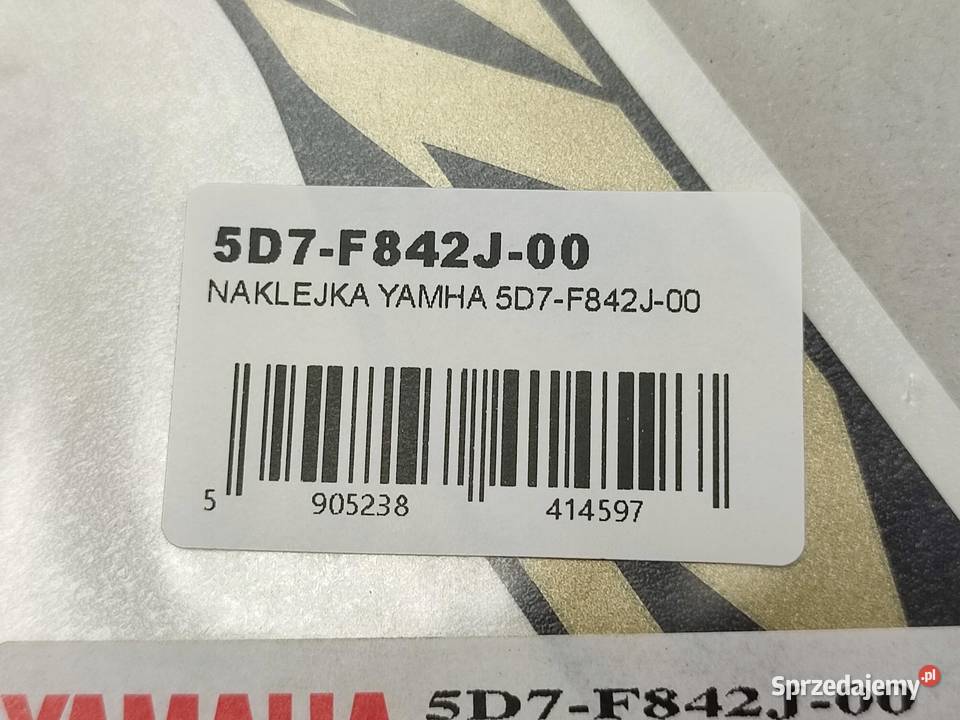 5D7-F842J-00
NAKLEJKA YAMHA 5D7-F842J-00
5 905238 414597
YAMAHA 5D7-F842J-00
Sprzedajemy.pl